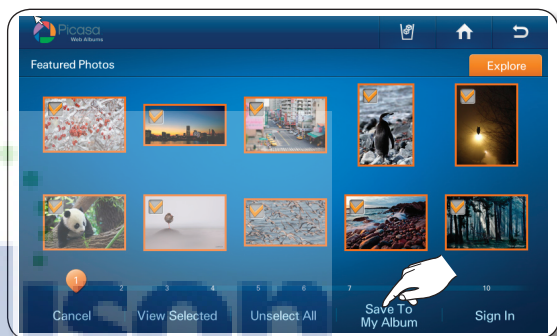 Picasa
Web Albums
Featured Photos
Explore
1 2 3 4 5 6 7 10
Cancel
View Selected
Unselect All
Save To
My Album
Sign In